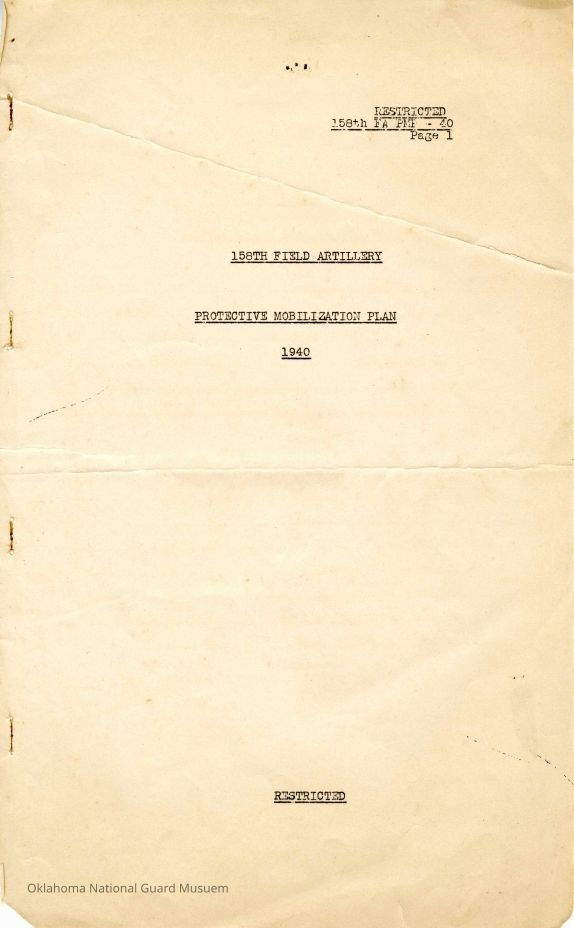 RESTRICTED
158th FA PMP - 40
Page 1
158TH FIELD ARTILLERY
PROTECTIVE MOBILIZATION PLAN
1940
RESTRICTED
Oklahoma National Guard Musuem